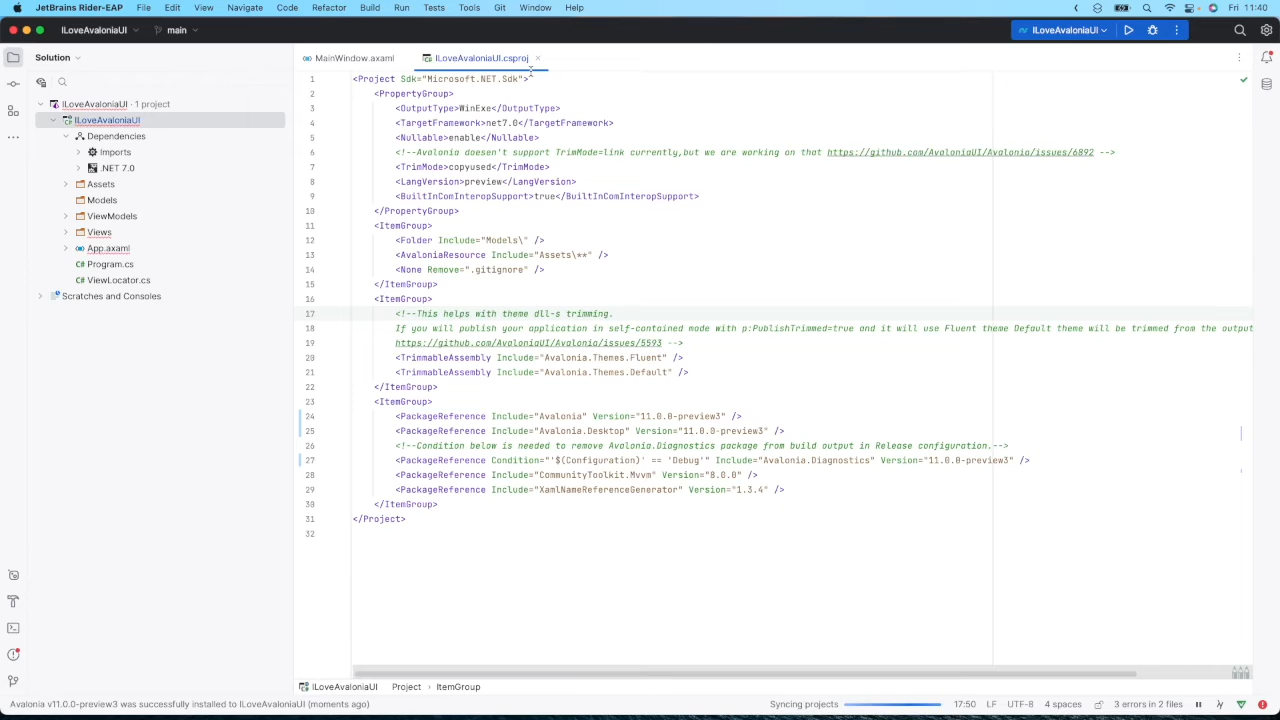 JetBrains Rider-EAP File Edit View Navigate Code Refactor Build Run Tests Tools Git Window Help 11:40
ILoveAvaloniaUI main ILoveAvaloniaUI
Solution
MainWindow.axaml ILoveAvaloniaUI.csproj
ILoveAvaloniaUI · 1 project
ILoveAvaloniaUI
Dependencies
Imports
.NET 7.0
Assets
Models
ViewModels
Views
App.axaml
C# Program.cs
C# ViewLocator.cs
Scratches and Consoles
1 <Project Sdk="Microsoft.NET.Sdk">
2 <PropertyGroup>
3 <OutputType>WinExe</OutputType>
4 <TargetFramework>net7.0</TargetFramework>
5 <Nullable>enable</Nullable>
6 <!--Avalonia doesen't support TrimMode=link currently,but we are working on that https://github.com/AvaloniaUI/Avalonia/issues/6892 -->
7 <TrimMode>copyused</TrimMode>
8 <LangVersion>preview</LangVersion>
9 <BuiltInComInteropSupport>true</BuiltInComInteropSupport>
10 </PropertyGroup>
11 <ItemGroup>
12 <Folder Include="Models\" />
13 <AvaloniaResource Include="Assets\**" />
14 <None Remove=".gitignore" />
15 </ItemGroup>
16 <ItemGroup>
17 <!--This helps with theme dll-s trimming.
18 If you will publish your application in self-contained mode with p:PublishTrimmed=true and it will use Fluent theme Default theme will be trimmed from the output
19 https://github.com/AvaloniaUI/Avalonia/issues/5593 -->
20 <TrimmableAssembly Include="Avalonia.Themes.Fluent" />
21 <TrimmableAssembly Include="Avalonia.Themes.Default" />
22 </ItemGroup>
23 <ItemGroup>
24 <PackageReference Include="Avalonia" Version="11.0.0-preview3" />
25 <PackageReference Include="Avalonia.Desktop" Version="11.0.0-preview3" />
26 <!--Condition below is needed to remove Avalonia.Diagnostics package from build output in Release configuration.-->
27 <PackageReference Condition="'$(Configuration)' == 'Debug'" Include="Avalonia.Diagnostics" Version="11.0.0-preview3" />
28 <PackageReference Include="CommunityToolkit.Mvvm" Version="8.0.0" />
29 <PackageReference Include="XamlNameReferenceGenerator" Version="1.3.4" />
30 </ItemGroup>
31 </Project>
32
ILoveAvaloniaUI Project › ItemGroup
Avalonia v11.0.0-preview3 was successfully installed to ILoveAvaloniaUI (moments ago) Syncing projects 17:50 LF UTF-8 4 spaces 3 errors in 2 files